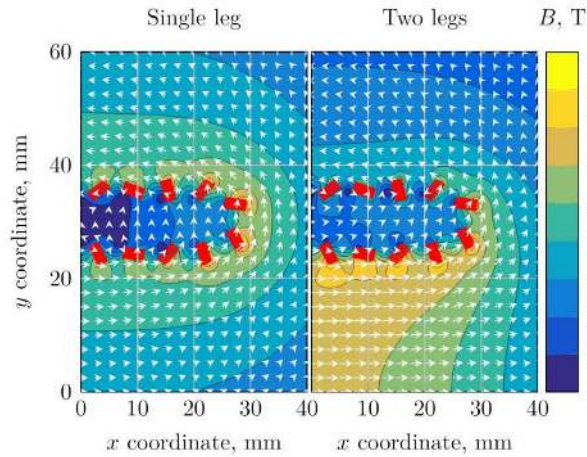 Single leg Two legs B, T
60
40
20
0
y coordinate, mm
0 10 20 30 40 0 10 20 30 40
x coordinate, mm x coordinate, mm